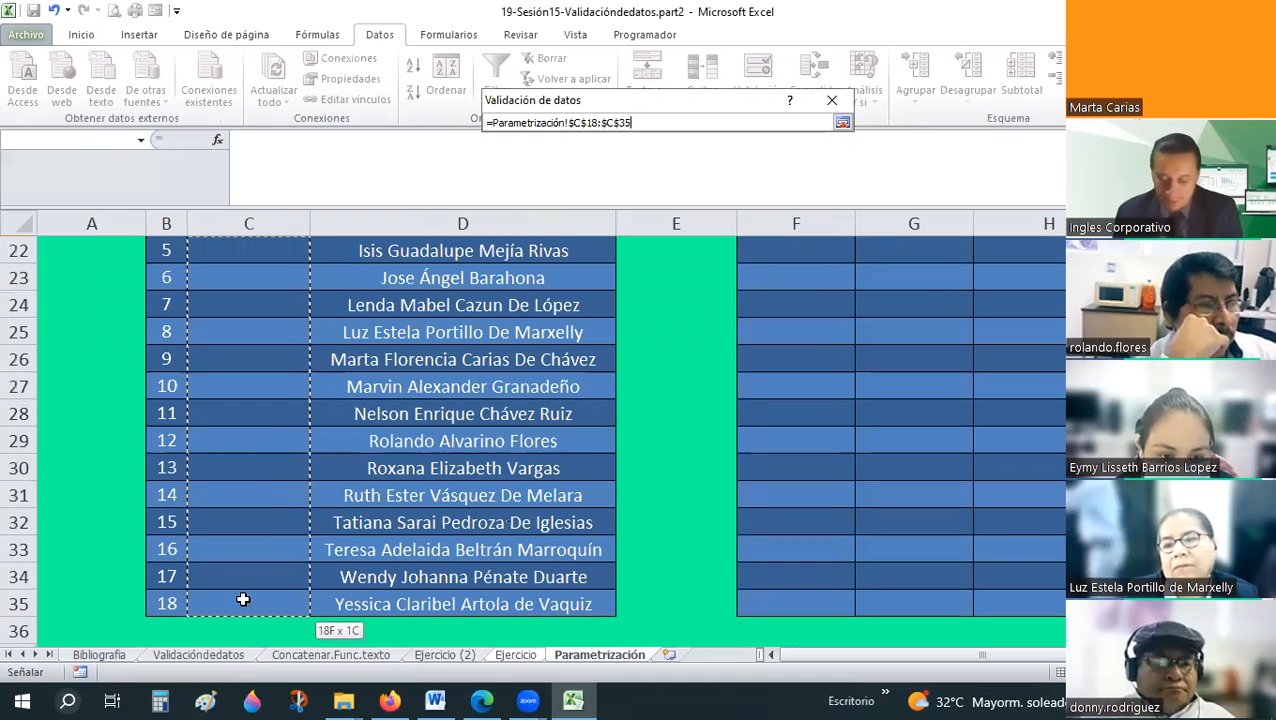 19-Sesión15-Validacióndedatos.part2 - Microsoft Excel
Archivo Inicio Insertar Diseño de página Fórmulas Datos Formularios Revisar Vista Programador
Desde Access
Desde web
Desde texto
De otras fuentes
Conexiones existentes
Obtener datos externos
Actualizar todo
Conexiones
Propiedades
Editar vínculos
Conexiones
Ordenar
Borrar
Volver a aplicar
Agrupar
Desagrupar
Subtotal
Esquema
Validación de datos
=Parametrización!$C$18:$C$35
fx
A B C D E F G H
22 5 Isis Guadalupe Mejía Rivas
23 6 Jose Ángel Barahona
24 7 Lenda Mabel Cazun De López
25 8 Luz Estela Portillo De Marxelly
26 9 Marta Florencia Carias De Chávez
27 10 Marvin Alexander Granadeño
28 11 Nelson Enrique Chávez Ruiz
29 12 Rolando Alvarino Flores
30 13 Roxana Elizabeth Vargas
31 14 Ruth Ester Vásquez De Melara
32 15 Tatiana Sarai Pedroza De Iglesias
33 16 Teresa Adelaida Beltrán Marroquín
34 17 Wendy Johanna Pénate Duarte
35 18 Yessica Claribel Artola de Vaquiz
36
18F x 1C
Bibliografia Validacióndedatos Concatenar.Func.texto Ejercicio (2) Ejercicio Parametrización
Señalar
zoom
Escritorio
32°C Mayorm. soleado
Marta Carias
Ingles Corporativo
rolando.flores
Eymy Lisseth Barrios Lopez
Luz Estela Portillo de Marxelly
donny.rodriguez